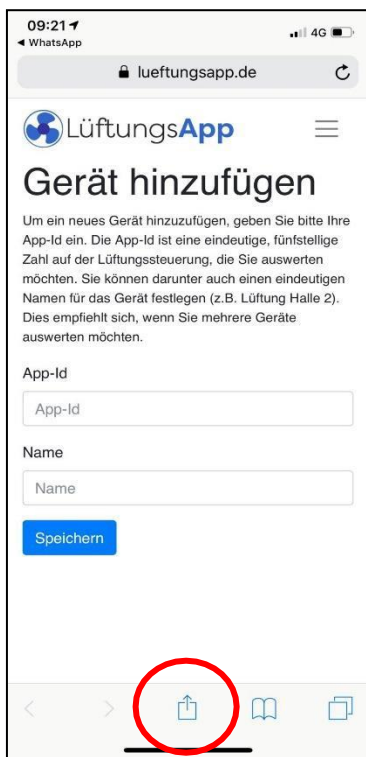 09:21
WhatsApp
4G
lueftungsapp.de
LüftungsApp
Gerät hinzufügen
Um ein neues Gerät hinzuzufügen, geben Sie bitte Ihre
App-Id ein. Die App-Id ist eine eindeutige, fünfstellige
Zahl auf der Lüftungssteuerung, die Sie auswerten
möchten. Sie können darunter auch einen eindeutigen
Namen für das Gerät festlegen (z.B. Lüftung Halle 2).
Dies empfiehlt sich, wenn Sie mehrere Geräte
auswerten möchten.
App-Id
App-Id
Name
Name
Speichern